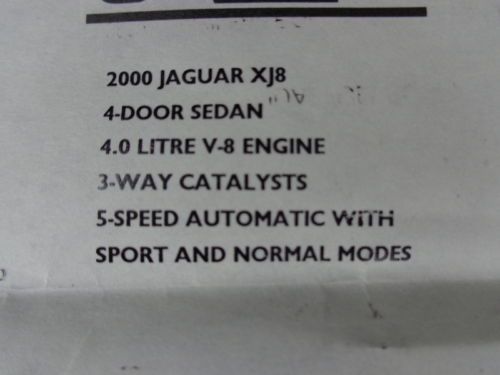 2000 JAGUAR XJ8
4-DOOR SEDAN
4.0 LITRE V-8 ENGINE
3-WAY CATALYSTS
5-SPEED AUTOMATIC WITH
SPORT AND NORMAL MODES